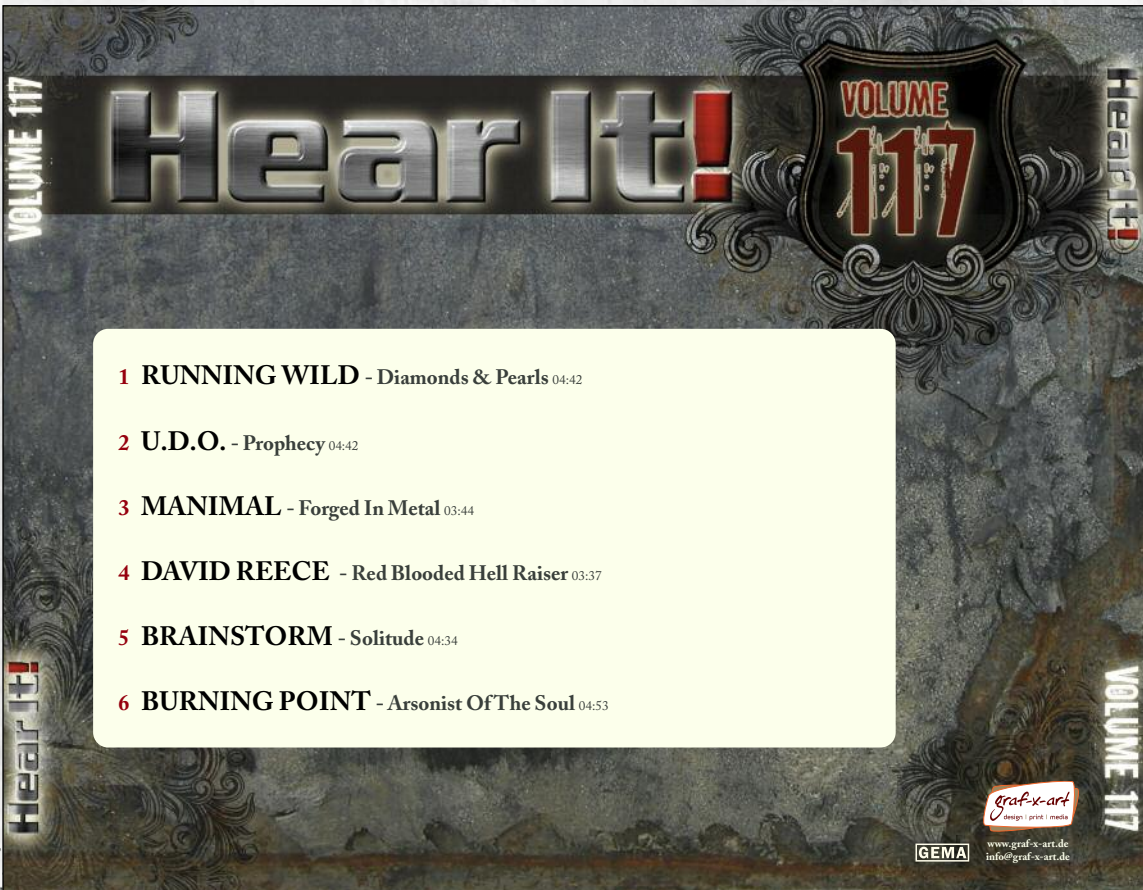 VOLUME 117
Hear It!
VOLUME
117
Hear It!
1 RUNNING WILD - Diamonds & Pearls 04:42
2 U.D.O. - Prophecy 04:42
3 MANIMAL - Forged In Metal 03:44
4 DAVID REECE - Red Blooded Hell Raiser 03:37
5 BRAINSTORM - Solitude 04:34
6 BURNING POINT - Arsonist Of The Soul 04:53
Hear It!
VOLUME 117
graf-x-art
design | print | media
GEMA
www.graf-x-art.de
info@graf-x-art.de